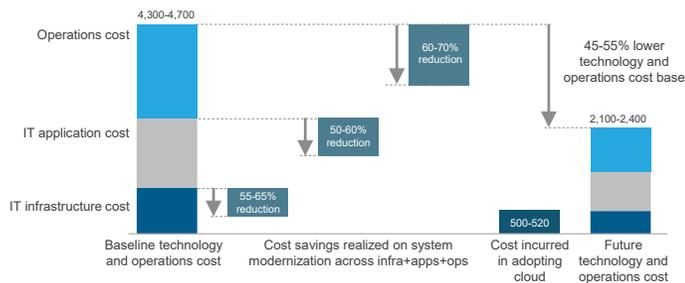 4,300-4,700
Operations cost
60-70%
reduction
45-55% lower
technology and
operations cost base
2,100-2,400
IT application cost
50-60%
reduction
IT infrastructure cost
55-65%
reduction
500-520
Baseline technology
and operations cost
Cost savings realized on system
modernization across infra+apps+ops
Cost incurred
in adopting
cloud
Future
technology and
operations cost